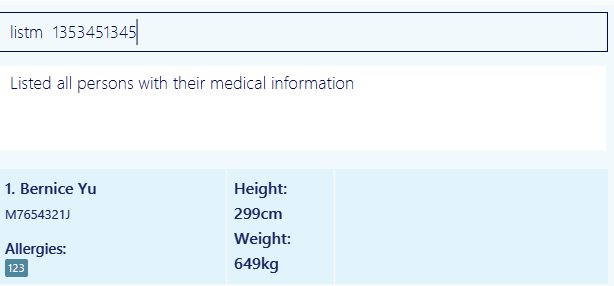 listm 1353451345
Listed all persons with their medical information
1. Bernice Yu
M7654321J
Allergies:
123
Height:
299cm
Weight:
649kg